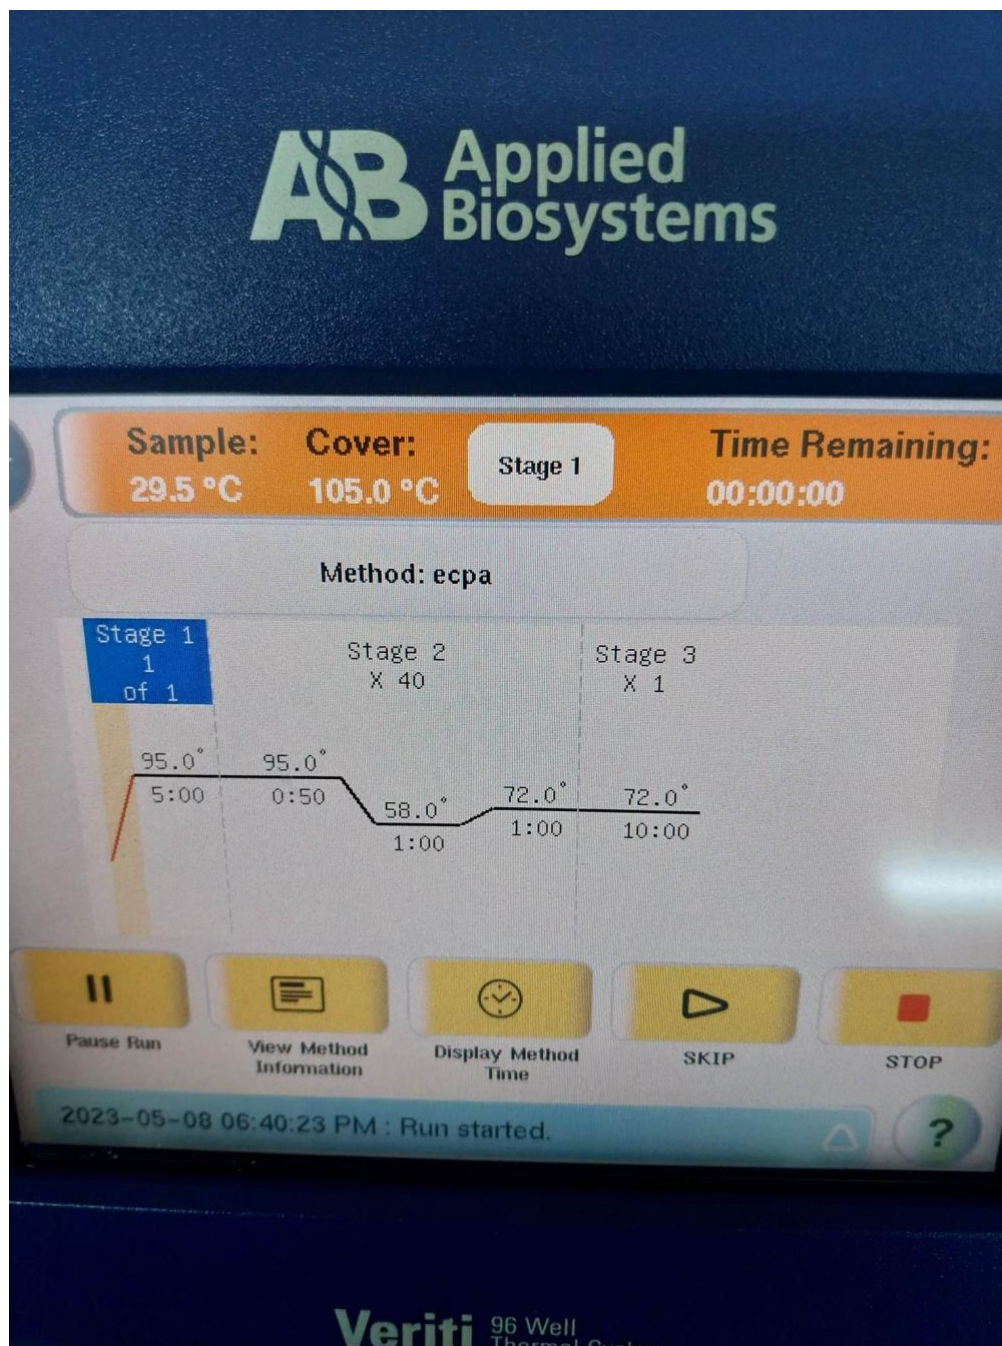 AB Applied
Biosystems
Sample: Cover: Stage 1 Time Remaining:
29.5 °C 105.0 °C 00:00:00
Method: ecpa
Stage 1
1
of 1
Stage 2
X 40
Stage 3
X 1
95.0° 95.0° 58.0° 72.0° 72.0°
5:00 0:50 1:00 1:00 10:00
Pause Run
View Method
Information
Display Method
Time
SKIP
STOP
2023-05-08 06:40:23 PM : Run started.
?
Veriti 96 Well
Thermal